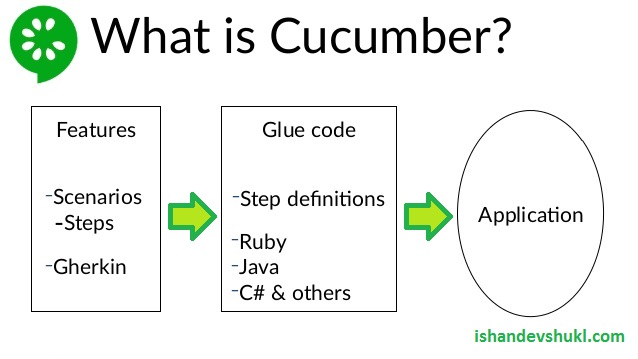 What is Cucumber?
Features
-Scenarios
-Steps
-Gherkin
Glue code
-Step definitions
-Ruby
-Java
-C# & others
Application
ishandevshukl.com